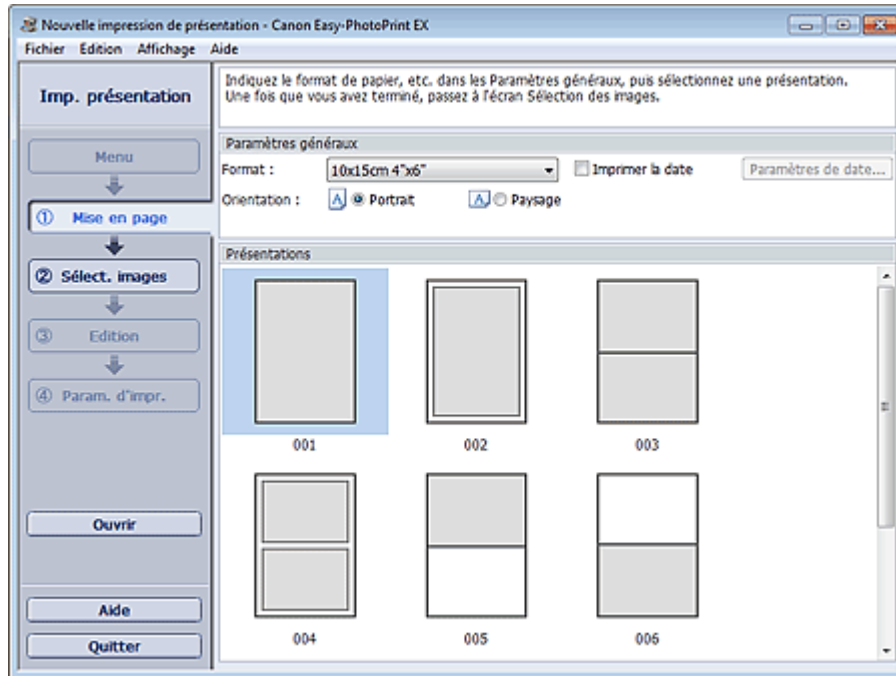 Nouvelle impression de présentation - Canon Easy-PhotoPrint EX
Fichier Edition Affichage Aide
Imp. présentation
Indiquez le format de papier, etc. dans les Paramètres généraux, puis sélectionnez une présentation.
Une fois que vous avez terminé, passez à l'écran Sélection des images.
Menu
① Mise en page
② Sélect. images
③ Edition
④ Param. d'impr.
Ouvrir
Aide
Quitter
Paramètres généraux
Format : 10x15cm 4"x6" Imprimer la date Paramètres de date...
Orientation : A Portrait A Paysage
Présentations
001 002 003
004 005 006